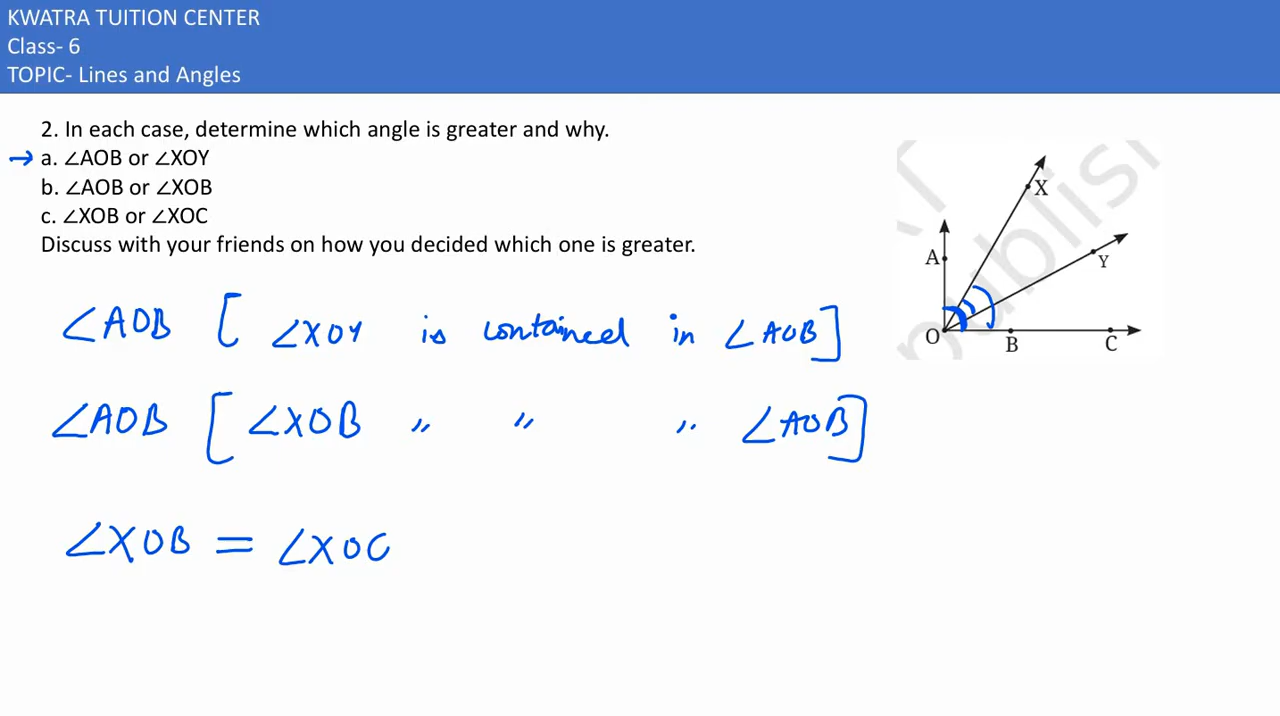 KWATRA TUITION CENTER
Class- 6
TOPIC- Lines and Angles
2. In each case, determine which angle is greater and why.
→ a. ∠AOB or ∠XOY
b. ∠AOB or ∠XOB
c. ∠XOB or ∠XOC
Discuss with your friends on how you decided which one is greater.
X
A
Y
O
B
C
∠AOB [ ∠XOY is contained in ∠AOB]
∠AOB [ ∠XOB " " " ∠AOB]
∠XOB = ∠XOC
publis